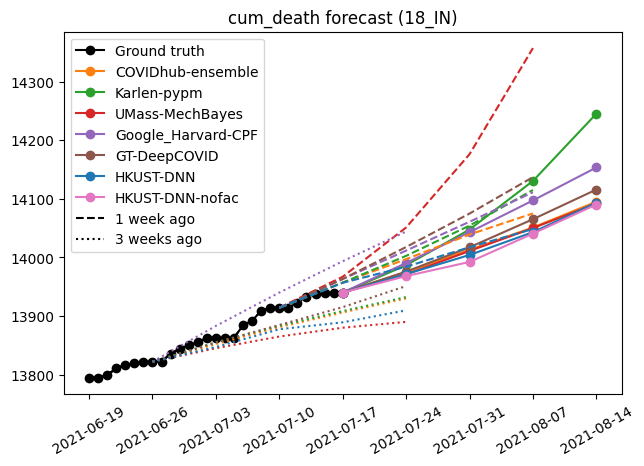 cum_death forecast (18_IN)
Ground truth
COVIDhub-ensemble
Karlen-pypm
UMass-MechBayes
Google_Harvard-CPF
GT-DeepCOVID
HKUST-DNN
HKUST-DNN-nofac
1 week ago
3 weeks ago
14300
14200
14100
14000
13900
13800
2021-06-19
2021-06-26
2021-07-03
2021-07-10
2021-07-17
2021-07-24
2021-07-31
2021-08-07
2021-08-14